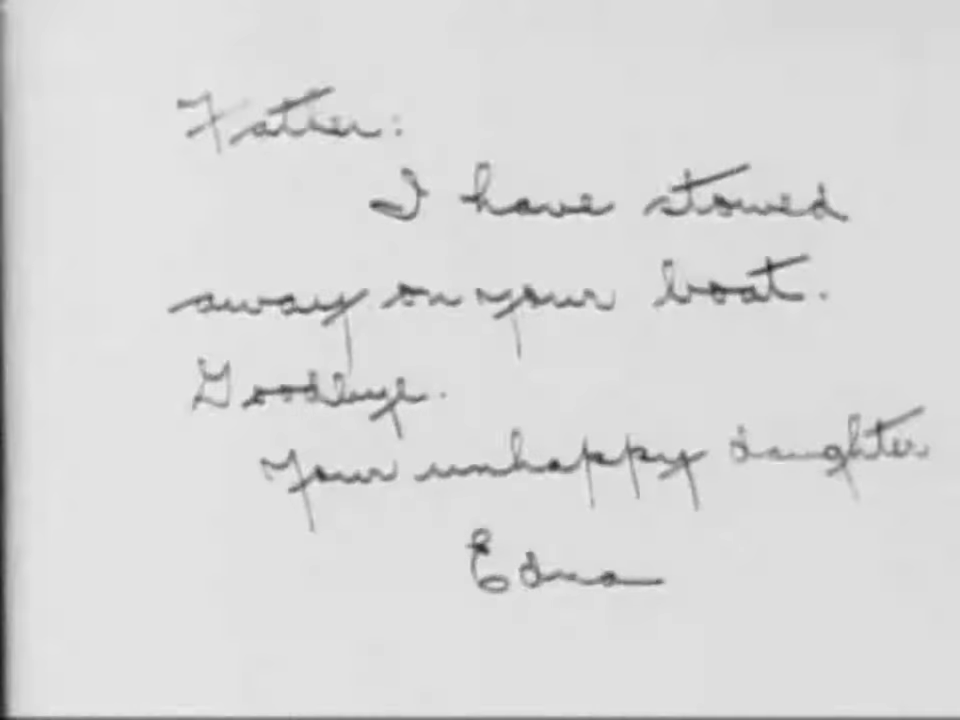 Father:
I have stowed
away on your boat.
Goodbye.
Your unhappy daughter
Edna